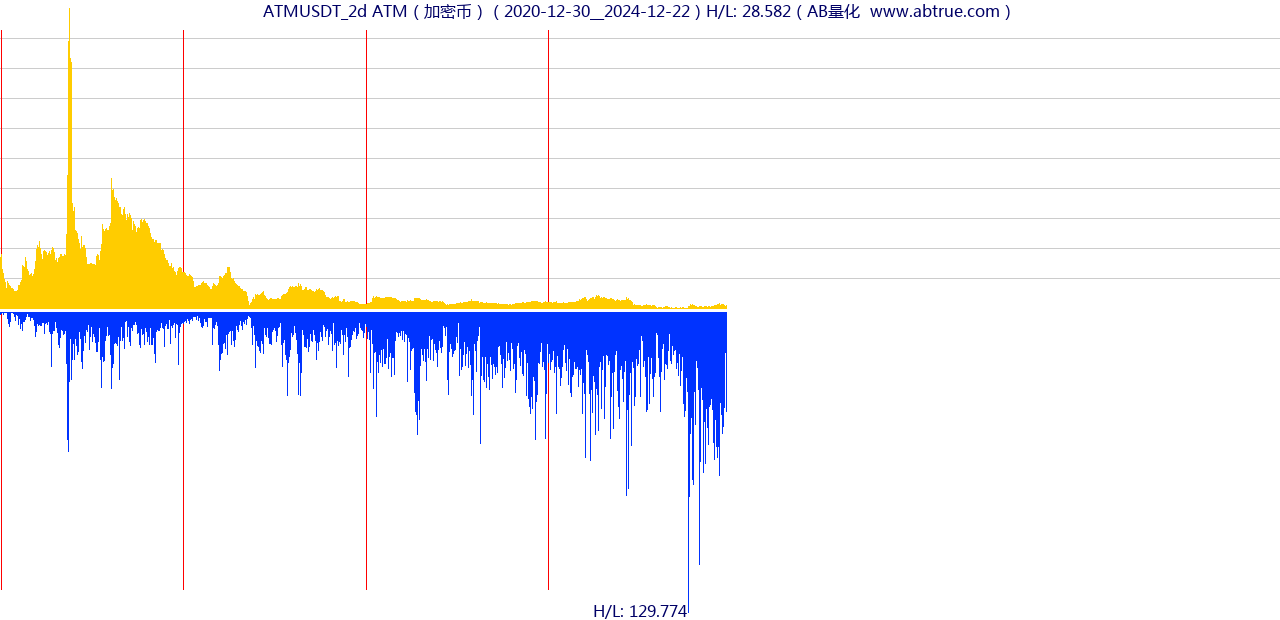 ATMUSDT_2d ATM（加密币）（2020-12-30__2024-12-22）H/L: 28.582（AB量化  www.abtrue.com）
H/L: 129.774